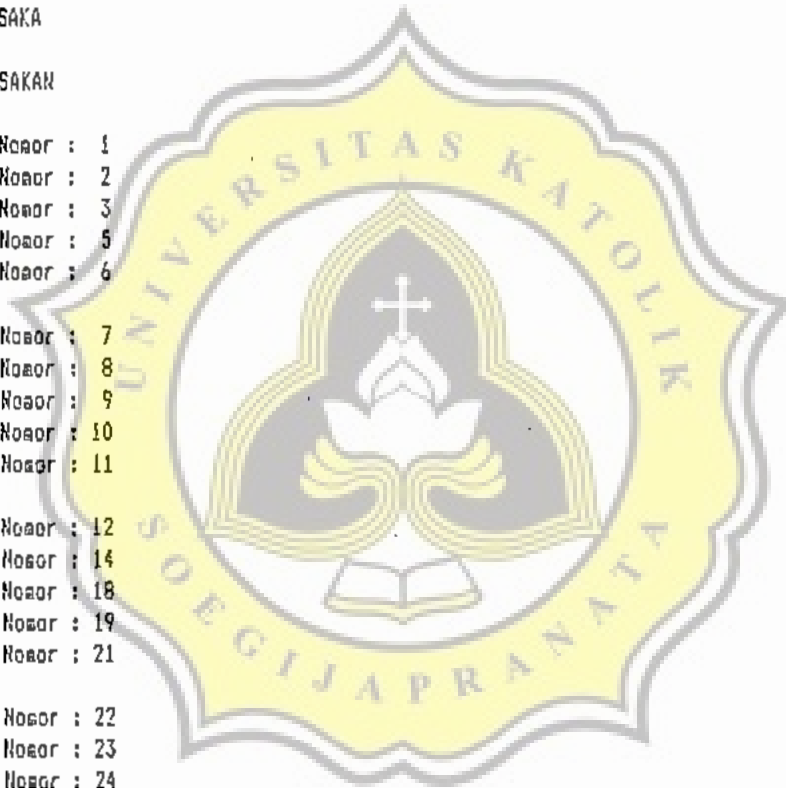 SAKA
SAKAN
Nomor : 1
Nomor : 2
Nomor : 3
Nomor : 5
Nomor : 6
Nomor : 7
Nomor : 8
Nomor : 9
Nomor : 10
Nomor : 11
Nomor : 12
Nomor : 14
Nomor : 18
Nomor : 19
Nomor : 21
Nomor : 22
Nomor : 23
Nomor : 24
UNIVERSITAS KATOLIK
SOEGIJAPRANATA